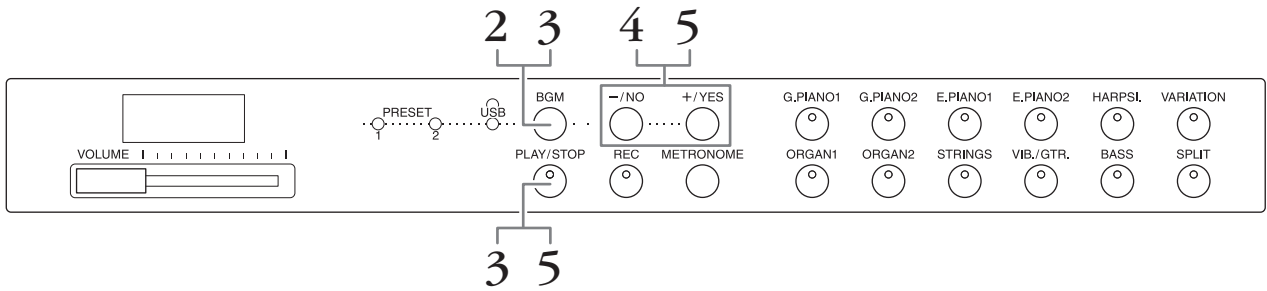 2 3 4 5
BGM −/NO +/YES G.PIANO1 G.PIANO2 E.PIANO1 E.PIANO2 HARPSI. VARIATION
PRESET USB
1 2
VOLUME PLAY/STOP REC METRONOME ORGAN1 ORGAN2 STRINGS VIB./GTR. BASS SPLIT
3 5